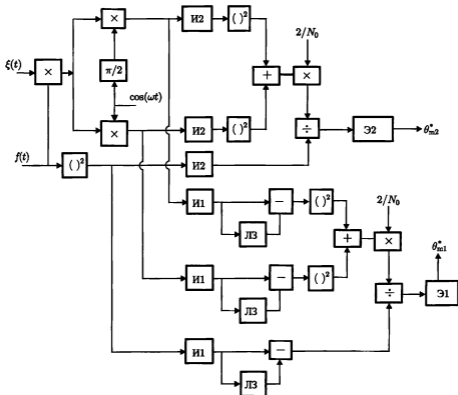 × И2 ( )² 2/N₀
ξ(t) × π/2 + ×
cos(ωt)
× И2 ( )² ÷ Э2 θ*ₘ₂
f(t) ( )² И2
И1 − ( )² 2/N₀
ЛЗ + × θ*ₘ₁
И1 − ( )² ÷ Э1
ЛЗ
И1 −
ЛЗ